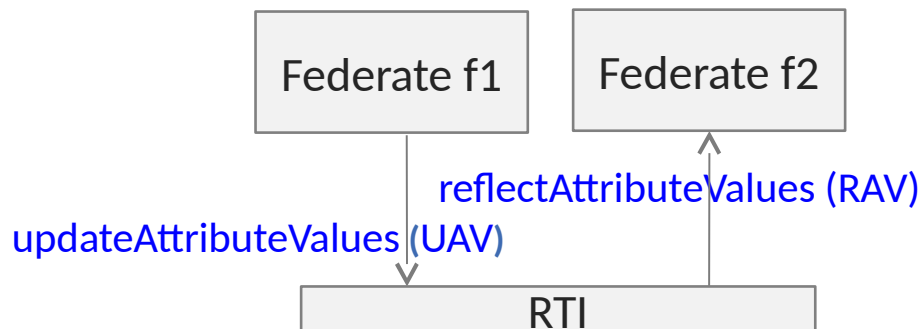 Federate f1
Federate f2
reflectAttributeValues (RAV)
updateAttributeValues (UAV)
RTI